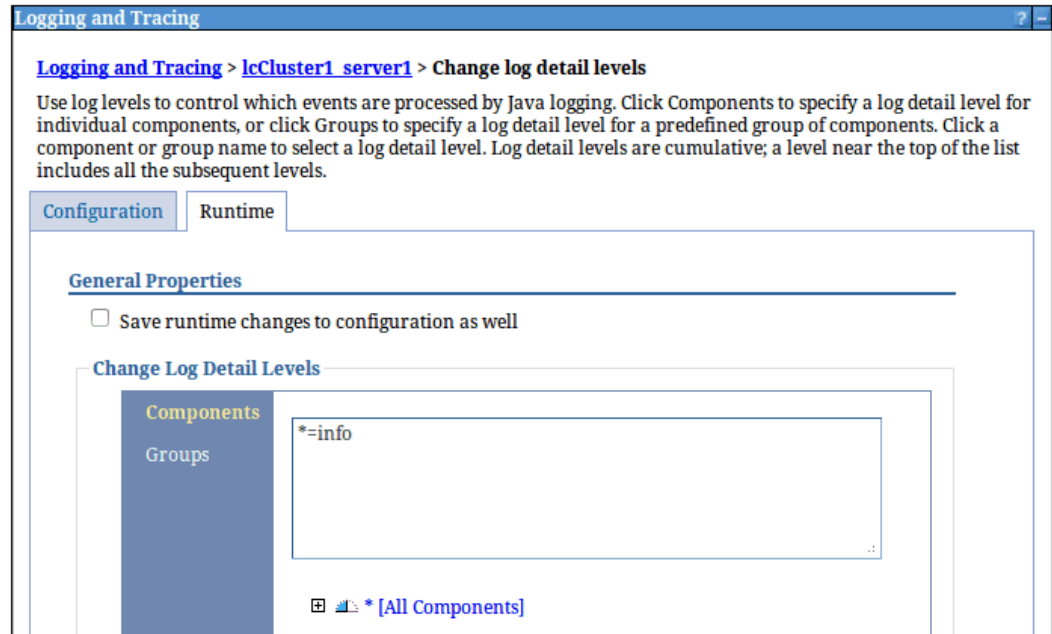 Logging and Tracing
? –
Logging and Tracing > lcCluster1_server1 > Change log detail levels
Use log levels to control which events are processed by Java logging. Click Components to specify a log detail level for
individual components, or click Groups to specify a log detail level for a predefined group of components. Click a
component or group name to select a log detail level. Log detail levels are cumulative; a level near the top of the list
includes all the subsequent levels.
Configuration
Runtime
General Properties
Save runtime changes to configuration as well
Change Log Detail Levels
Components
Groups
*=info
* [All Components]